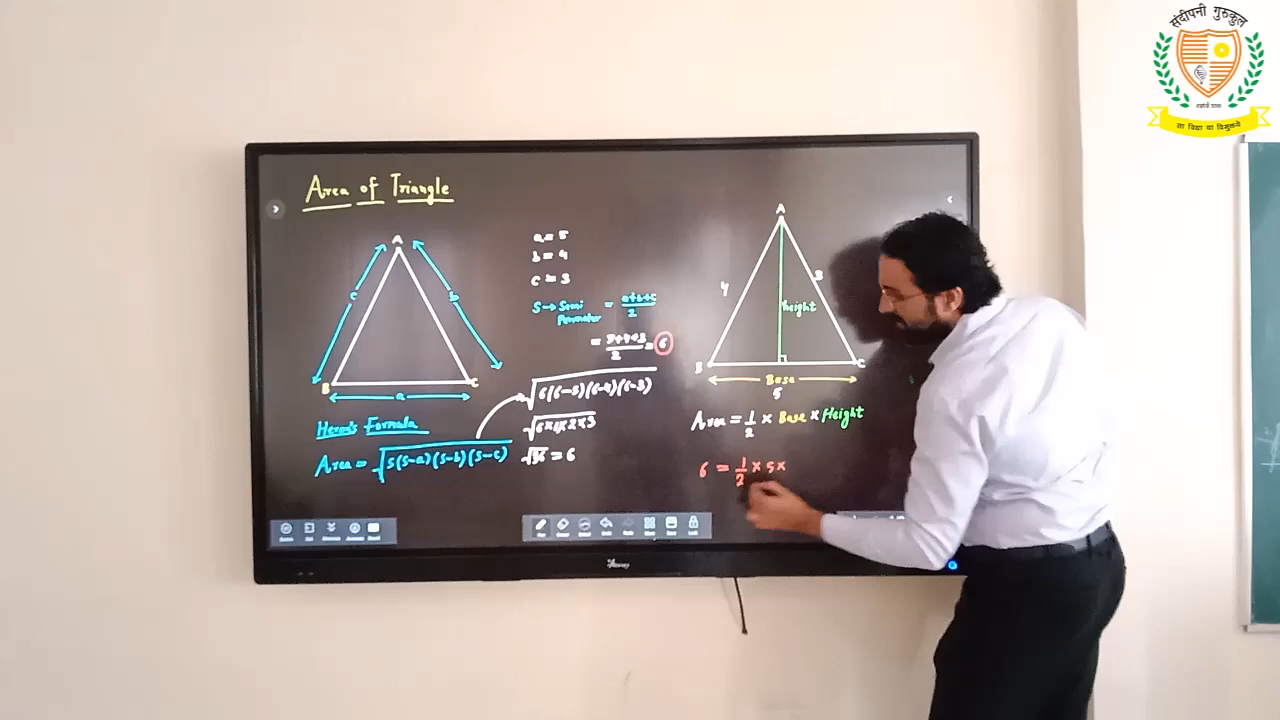 संदीपनी गुरुकुल
सा विद्या या विमुक्तये
Area of Triangle
A
c
b
B
C
a
Heron's Formula
Area = √s(s-a)(s-b)(s-c)
a = 5
b = 4
c = 3
S → Semi Perimeter = a+b+c/2
= 5+4+3/2 = 6
√6(6-5)(6-4)(6-3)
√6×1×2×3
√36 = 6
A
4
3
height
B
C
Base
5
Area = 1/2 × Base × Height
6 = 1/2 × 5 ×